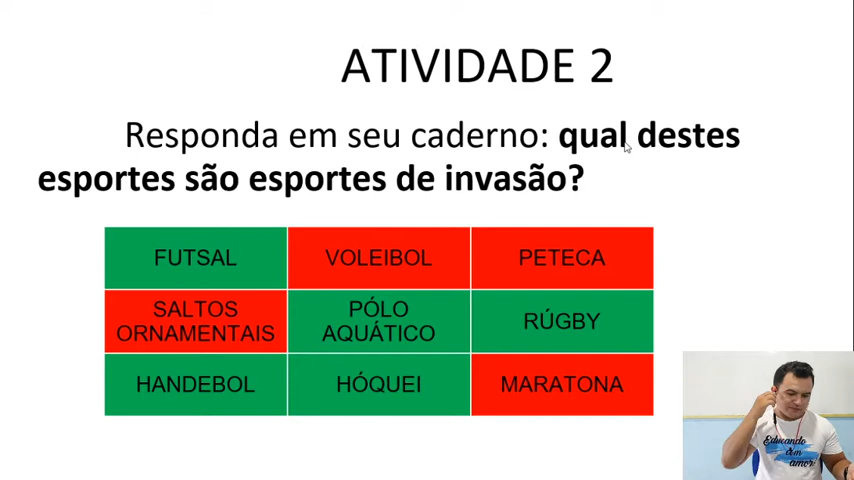 ATIVIDADE 2
Responda em seu caderno: qual destes
esportes são esportes de invasão?
FUTSAL
VOLEIBOL
PETECA
SALTOS
ORNAMENTAIS
PÓLO
AQUÁTICO
RÚGBY
HANDEBOL
HÓQUEI
MARATONA
Educando
com
amor!